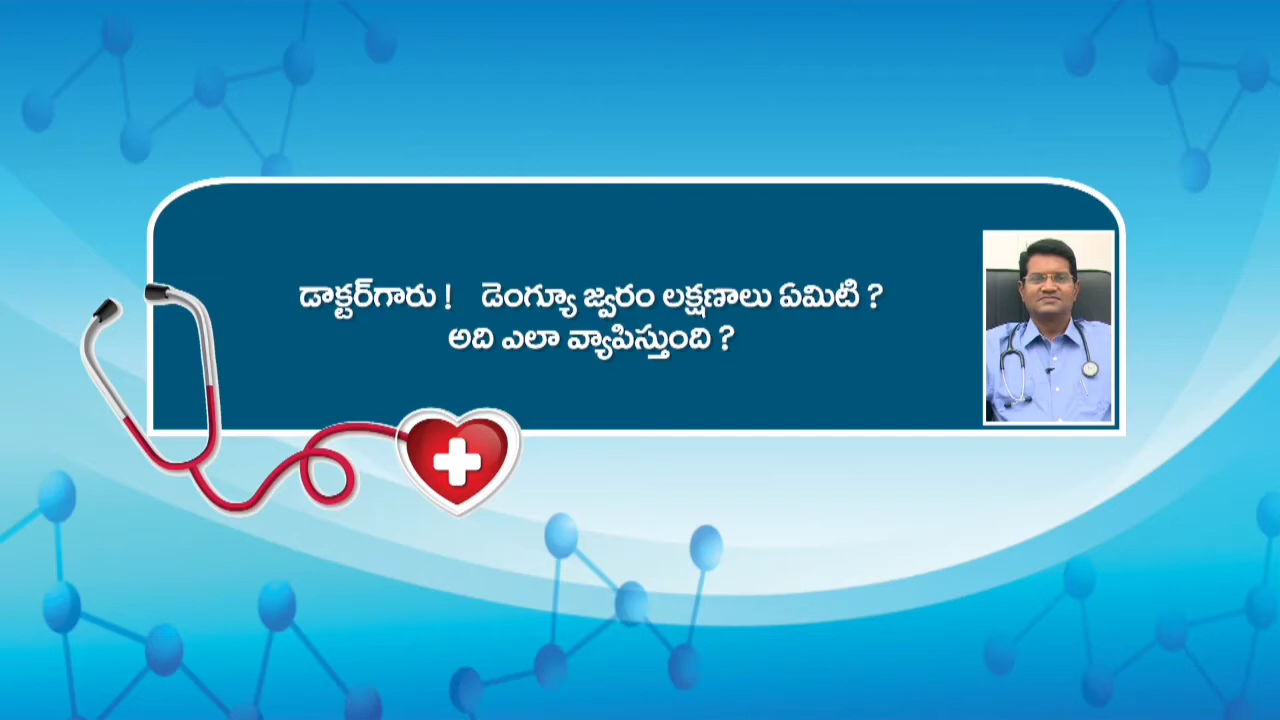 డాక్టర్‌గారు ! డెంగ్యూ జ్వరం లక్షణాలు ఏమిటి ?
అది ఎలా వ్యాపిస్తుంది ?